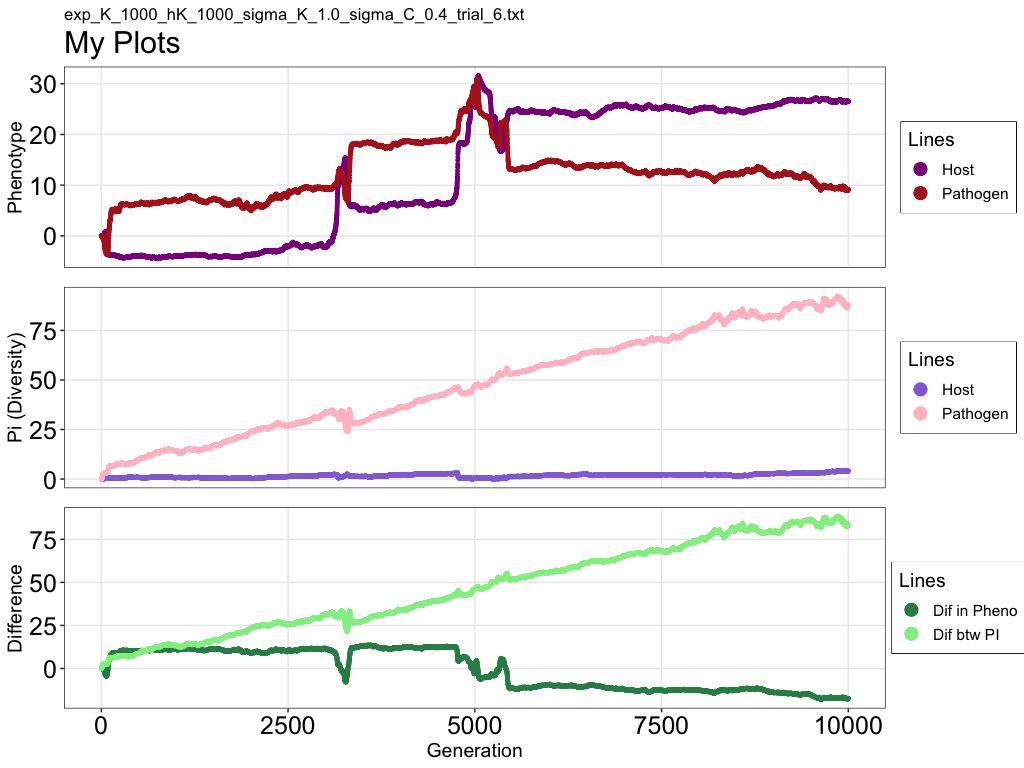 exp_K_1000_hK_1000_sigma_K_1.0_sigma_C_0.4_trial_6.txt
My Plots
Phenotype
30
20
10
0
Lines
Host
Pathogen
Pi (Diversity)
75
50
25
0
Lines
Host
Pathogen
Difference
75
50
25
0
Lines
Dif in Pheno
Dif btw PI
0 2500 5000 7500 10000
Generation